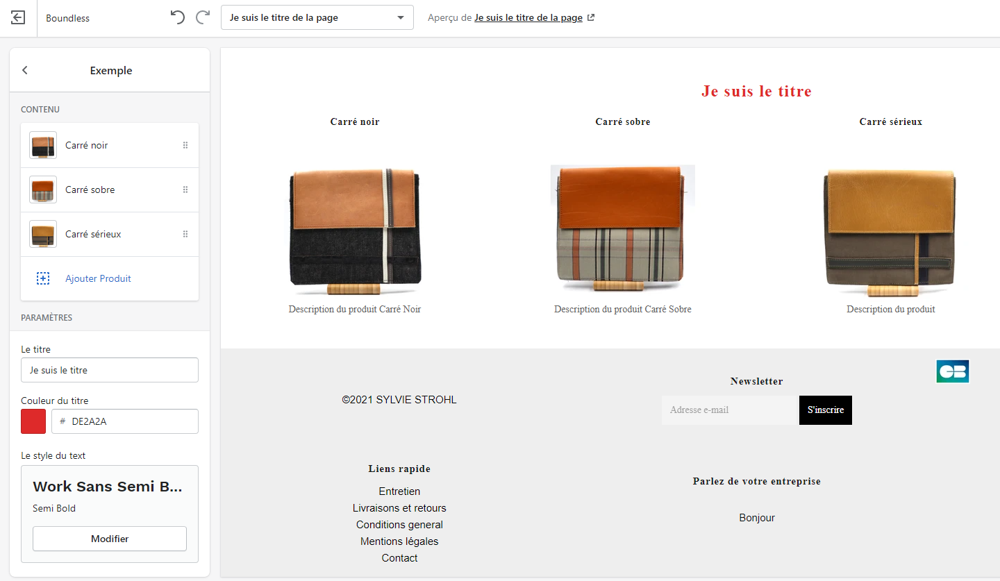 Boundless
Je suis le titre de la page
Aperçu de Je suis le titre de la page
Exemple
CONTENU
Carré noir
Carré sobre
Carré sérieux
Ajouter Produit
PARAMÈTRES
Le titre
Je suis le titre
Couleur du titre
# DE2A2A
Le style du text
Work Sans Semi B...
Semi Bold
Modifier
Je suis le titre
Carré noir
Carré sobre
Carré sérieux
Description du produit Carré Noir
Description du produit Carré Sobre
Description du produit
©2021 SYLVIE STROHL
Newsletter
Adresse e-mail
S'inscrire
CB
Liens rapide
Entretien
Livraisons et retours
Conditions general
Mentions légales
Contact
Parlez de votre entreprise
Bonjour